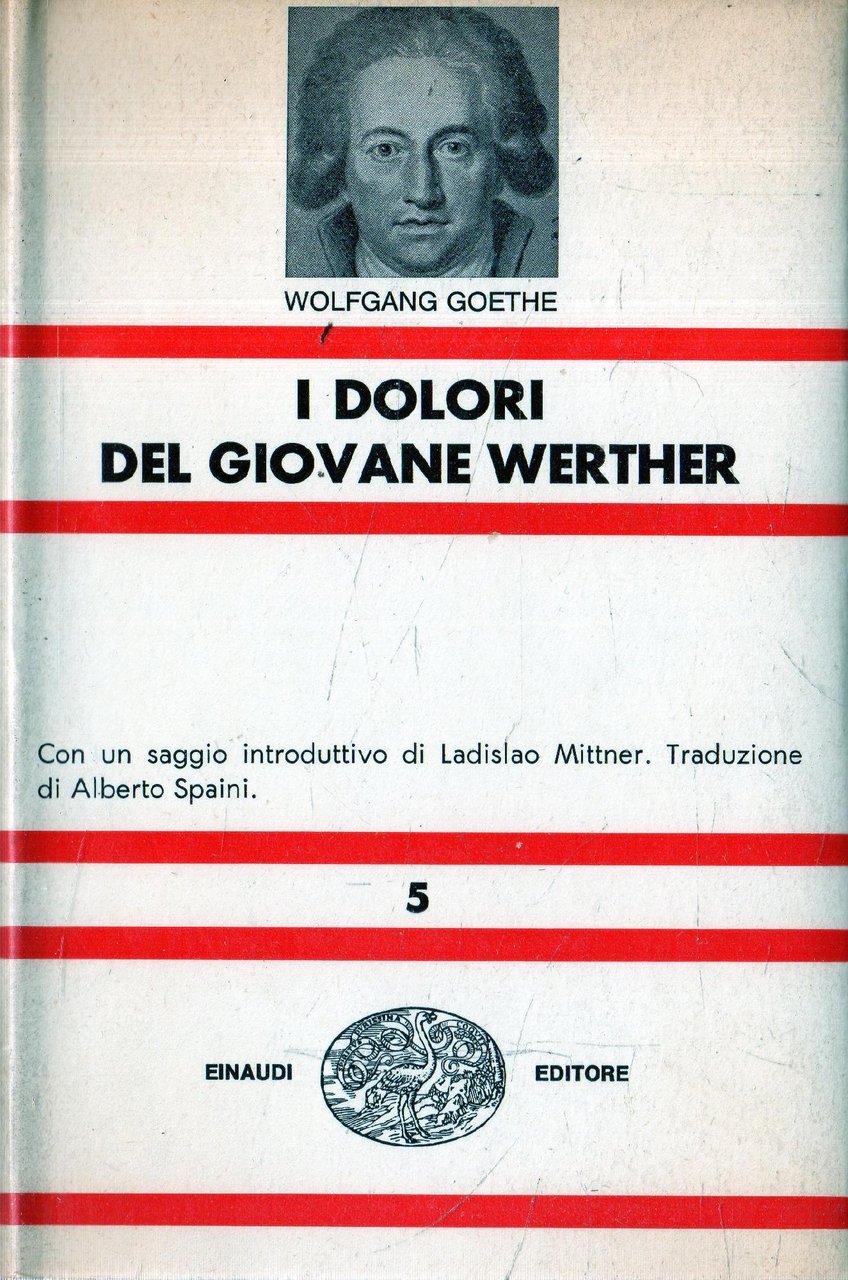 WOLFGANG GOETHE
I DOLORI
DEL GIOVANE WERTHER
Con un saggio introduttivo di Ladislao Mittner. Traduzione
di Alberto Spaini.
5
EINAUDI
EDITORE